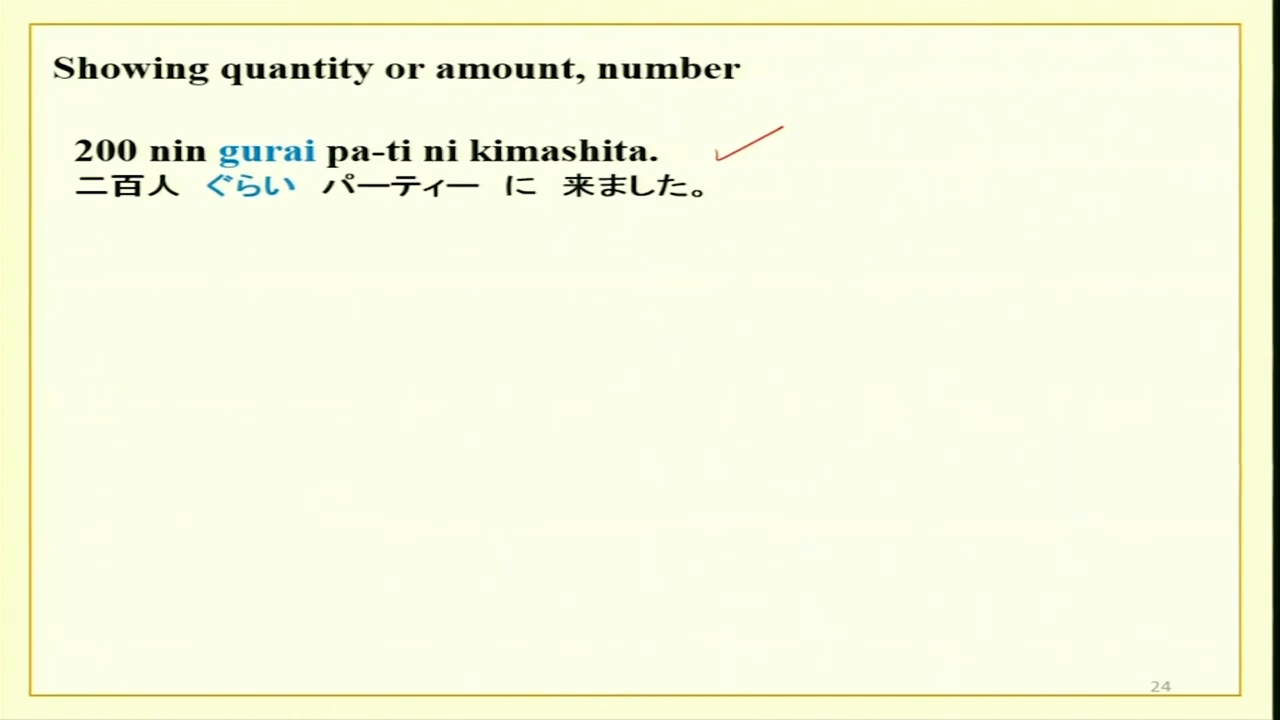 Showing quantity or amount, number
200 nin gurai pa-ti ni kimashita.
二百人 ぐらい パーティー に 来ました。
24